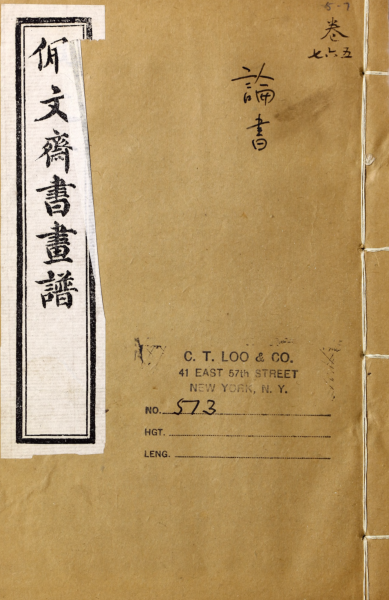 5-7
卷
五六七
論書
佩文齋書畫譜
C. T. LOO & CO.
41 EAST 57th STREET
NEW YORK, N. Y.
NO. 513
HGT.
LENG.